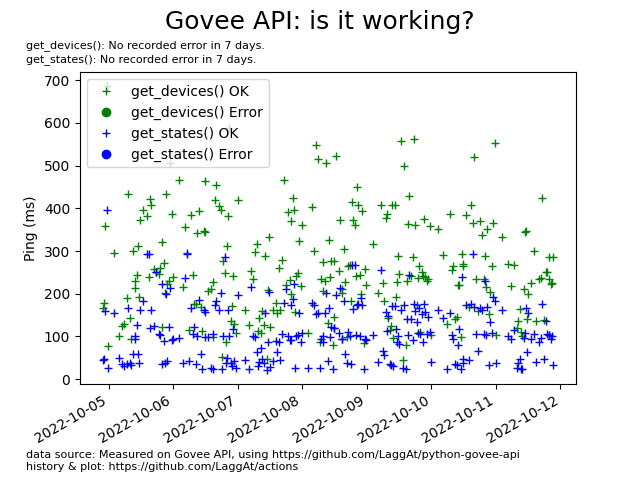 Govee API: is it working?
get_devices(): No recorded error in 7 days.
get_states(): No recorded error in 7 days.
700
600
500
400
300
200
100
0
Ping (ms)
get_devices() OK
get_devices() Error
get_states() OK
get_states() Error
2022-10-05
2022-10-06
2022-10-07
2022-10-08
2022-10-09
2022-10-10
2022-10-11
2022-10-12
data source: Measured on Govee API, using https://github.com/LaggAt/python-govee-api
history & plot: https://github.com/LaggAt/actions